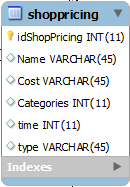 shoppricing
idShopPricing INT(11)
Name VARCHAR(45)
Cost VARCHAR(45)
Categories INT(11)
time INT(11)
type VARCHAR(45)
Indexes